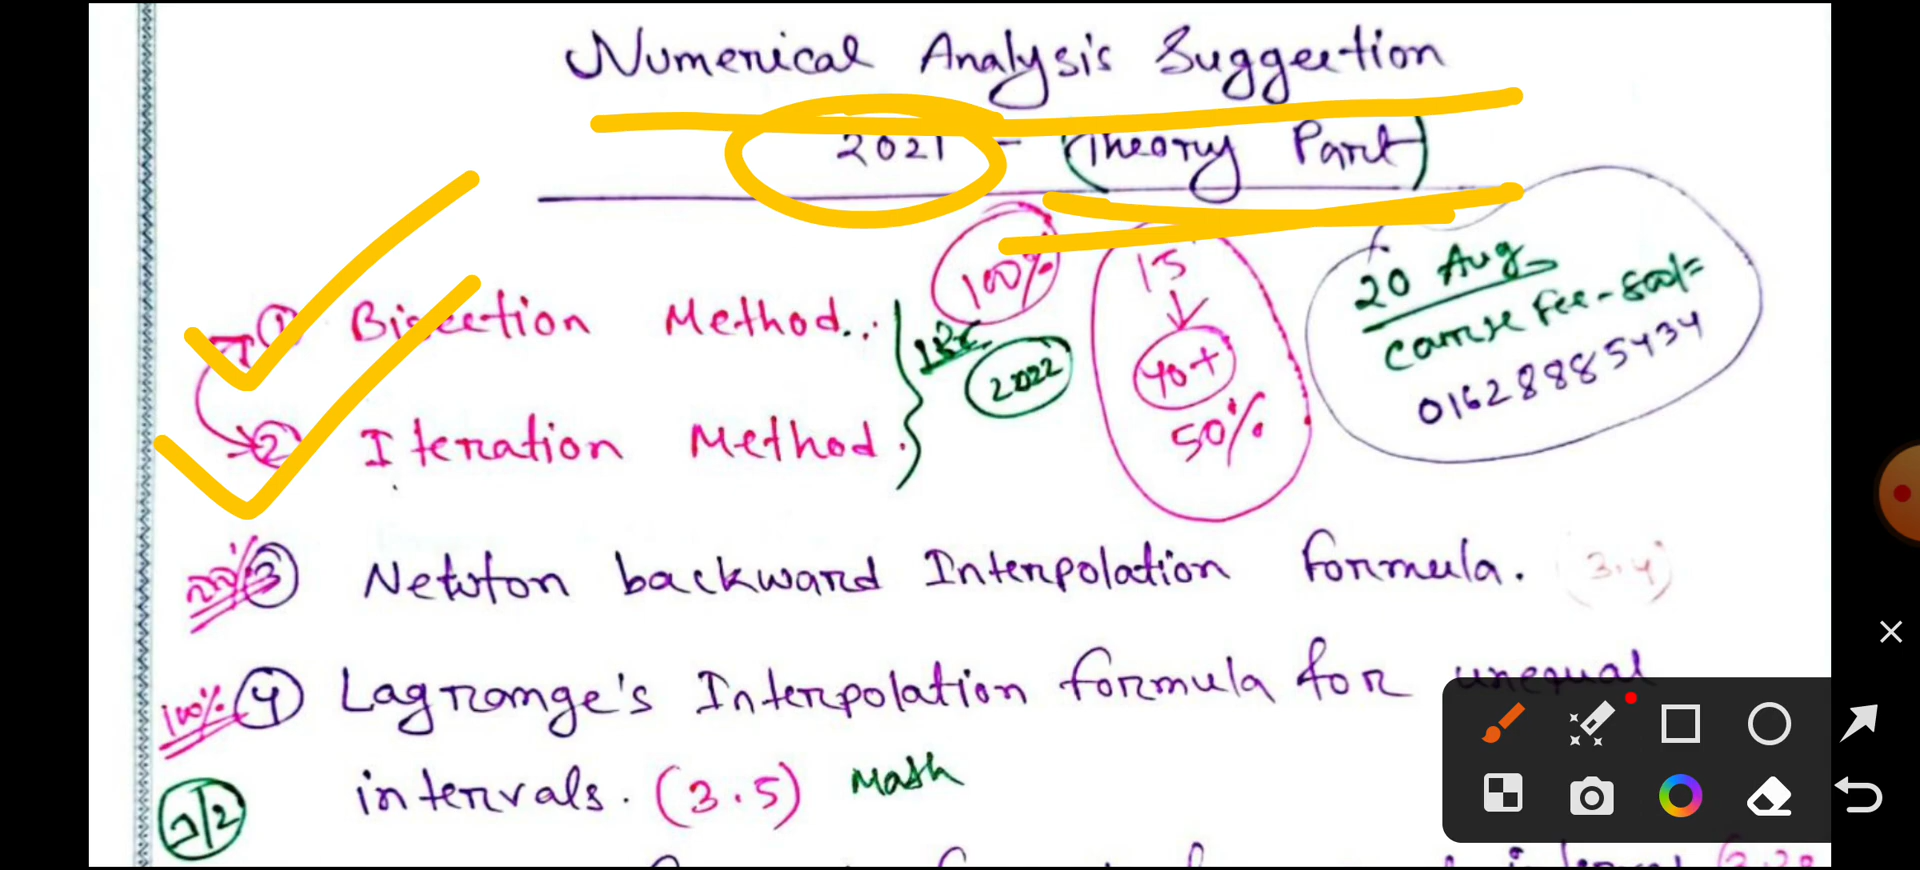 Numerical Analysis Suggestion
2021 - (Theory Part)
① Bisection Method..
② Iteration Method.
100%
2022
15
40+
50%
20 Aug
Course Fee-
01628885434
③ Newton backward Interpolation formula. (3.4)
100% ④ Lagrange's Interpolation formula for unequal
intervals. (3.5) Math